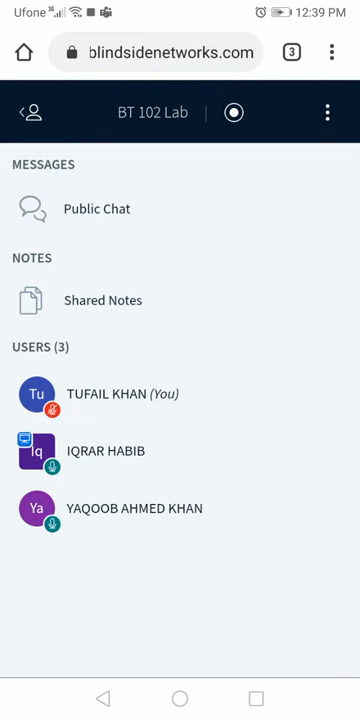 Ufone 3G 12:39 PM
blindsidenetworks.com 3
BT 102 Lab
MESSAGES
Public Chat
NOTES
Shared Notes
USERS (3)
Tu TUFAIL KHAN (You)
Iq IQRAR HABIB
Ya YAQOOB AHMED KHAN